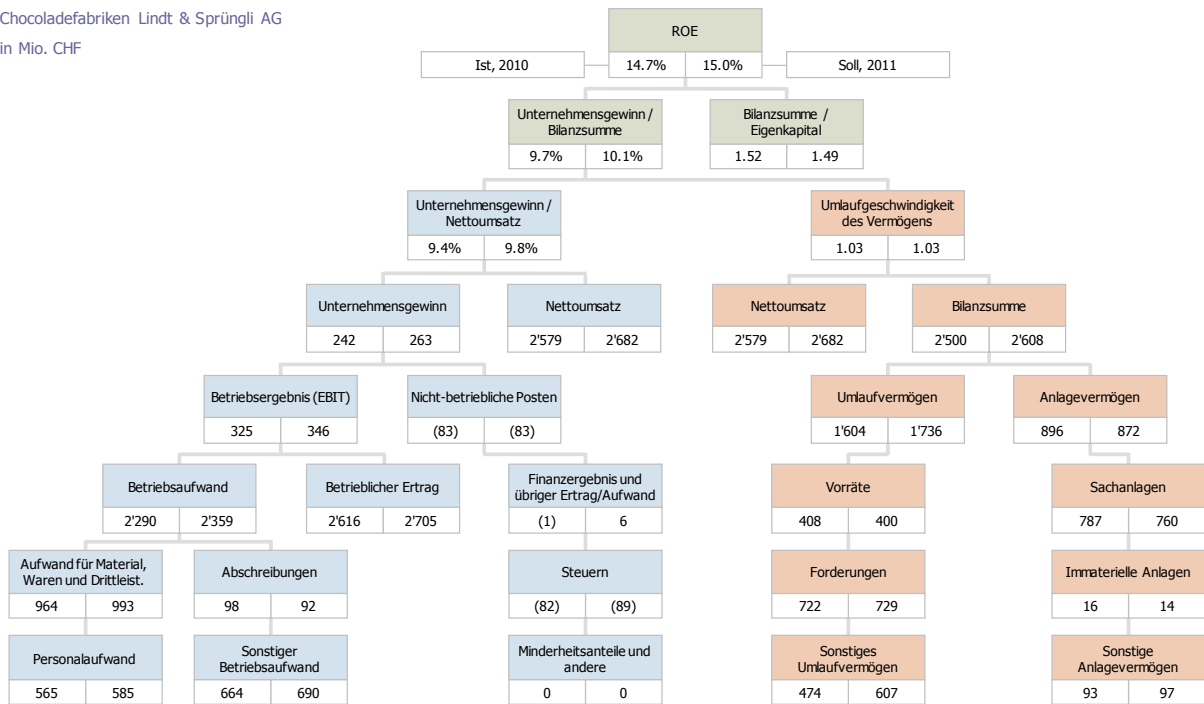 Chocoladefabriken Lindt & Sprüngli AG
in Mio. CHF
ROE
Ist, 2010 14.7% 15.0% Soll, 2011
Unternehmensgewinn / Bilanzsumme /
Bilanzsumme Eigenkapital
9.7% 10.1% 1.52 1.49
Unternehmensgewinn / Umlaufgeschwindigkeit
Nettoumsatz des Vermögens
9.4% 9.8% 1.03 1.03
Unternehmensgewinn Nettoumsatz Nettoumsatz Bilanzsumme
242 263 2'579 2'682 2'579 2'682 2'500 2'608
Betriebsergebnis (EBIT) Nicht-betriebliche Posten Umlaufvermögen Anlagevermögen
325 346 (83) (83) 1'604 1'736 896 872
Betriebsaufwand Betrieblicher Ertrag Finanzergebnis und Vorräte Sachanlagen
übriger Ertrag/Aufwand
2'290 2'359 2'616 2'705 (1) 6 408 400 787 760
Aufwand für Material, Abschreibungen Steuern Forderungen Immaterielle Anlagen
Waren und Drittleist.
964 993 98 92 (82) (89) 722 729 16 14
Personalaufwand Sonstiger Minderheitsanteile und Sonstiges Sonstige
Betriebsaufwand andere Umlaufvermögen Anlagevermögen
565 585 664 690 0 0 474 607 93 97